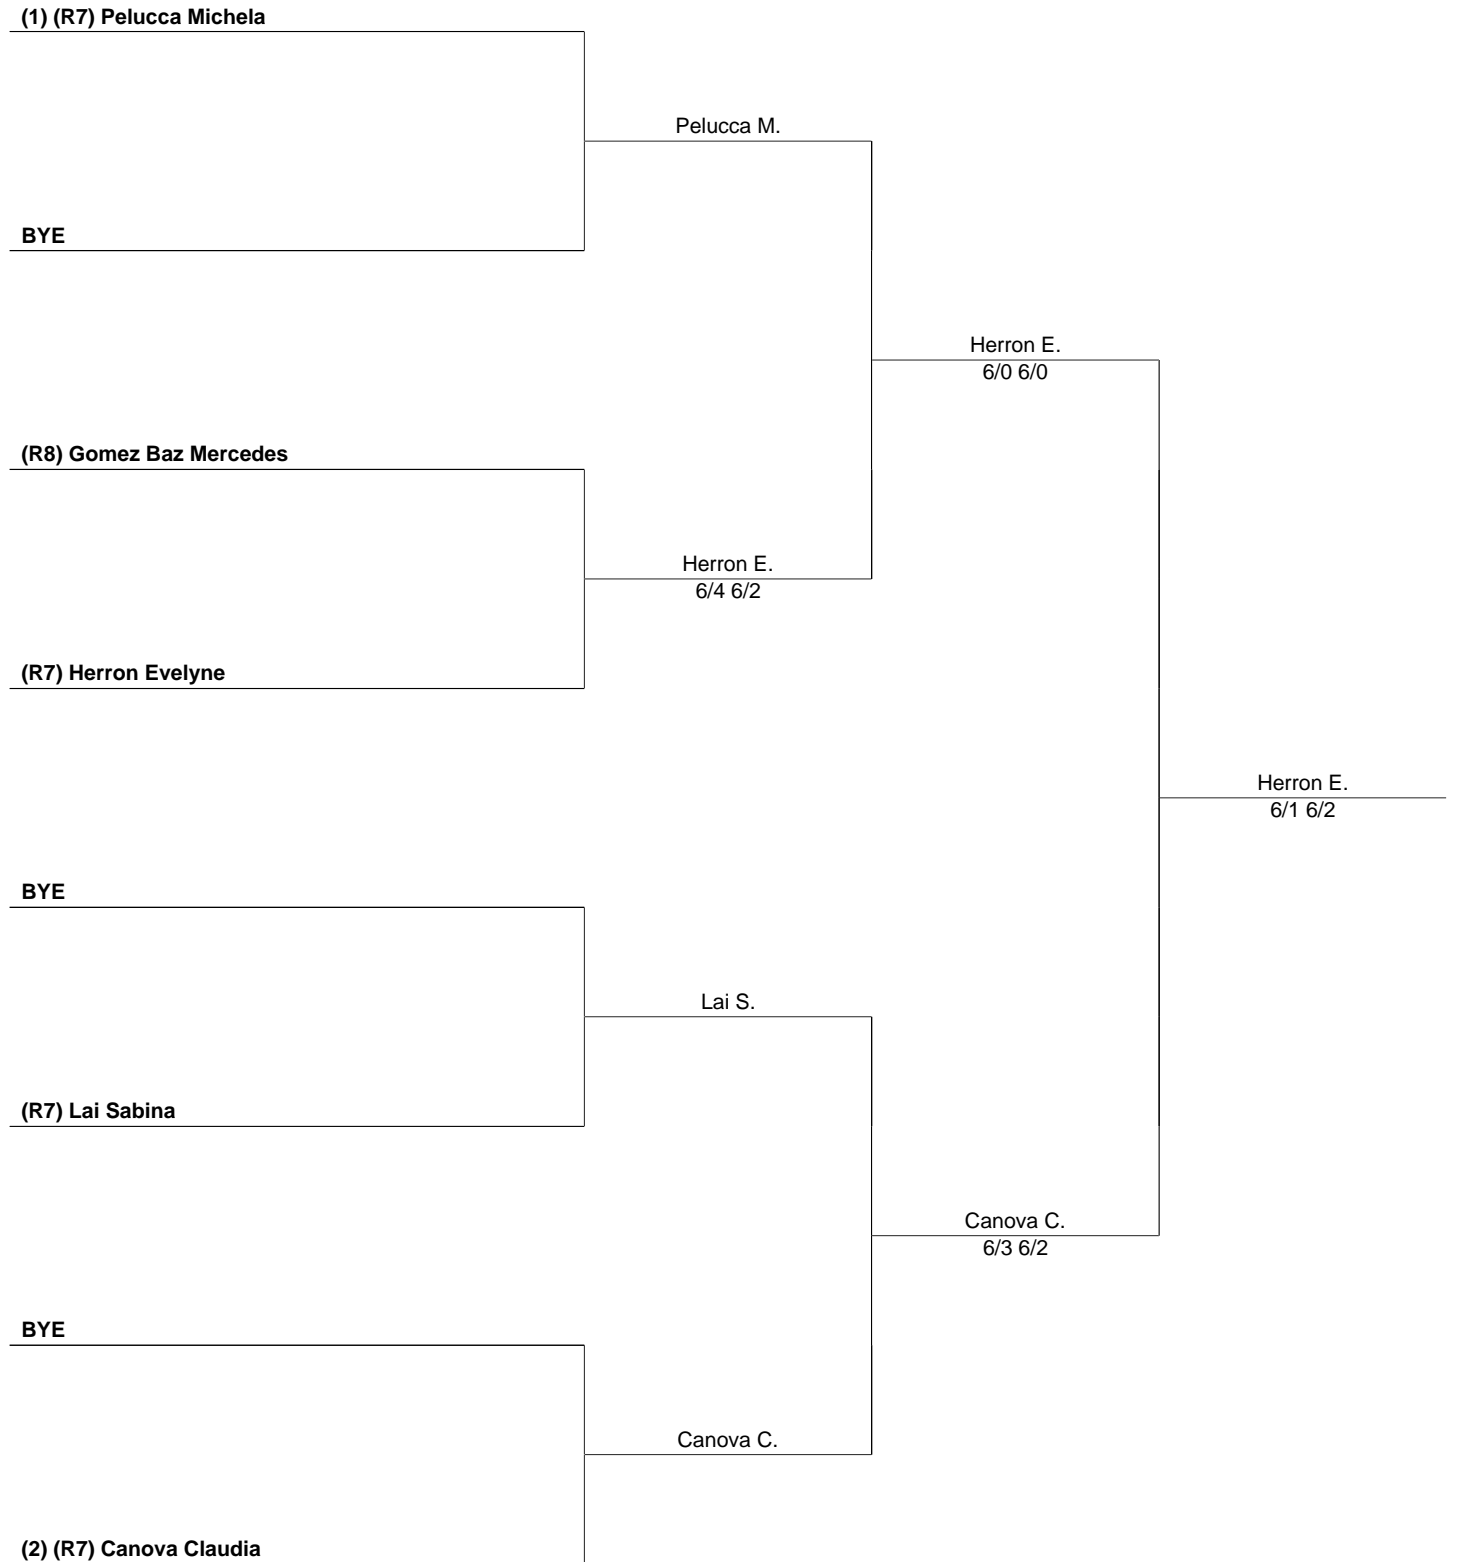 (1) (R7) Pelucca Michela
Pelucca M.
BYE
Herron E.
6/0 6/0
(R8) Gomez Baz Mercedes
Herron E.
6/4 6/2
(R7) Herron Evelyne
Herron E.
6/1 6/2
BYE
Lai S.
(R7) Lai Sabina
Canova C.
6/3 6/2
BYE
Canova C.
(2) (R7) Canova Claudia